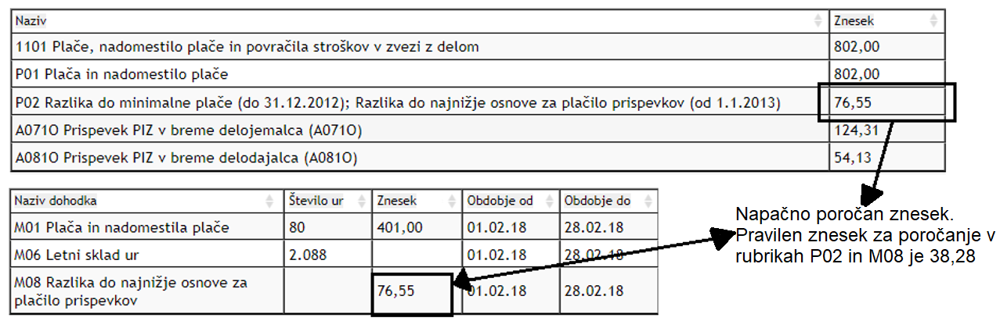 Naziv Znesek
1101 Plače, nadomestilo plače in povračila stroškov v zvezi z delom 802,00
P01 Plača in nadomestilo plače 802,00
P02 Razlika do minimalne plače (do 31.12.2012); Razlika do najnižje osnove za plačilo prispevkov (od 1.1.2013) 76,55
A071O Prispevek PIZ v breme delojemalca (A071O) 124,31
A081O Prispevek PIZ v breme delodajalca (A081O) 54,13
Naziv dohodka Število ur Znesek Obdobje od Obdobje do
M01 Plača in nadomestila plače 80 401,00 01.02.18 28.02.18
M06 Letni sklad ur 2.088 01.02.18 28.02.18
M08 Razlika do najnižje osnove za
plačilo prispevkov 76,55 01.02.18 28.02.18
Napačno poročan znesek.
Pravilen znesek za poročanje v
rubrikah P02 in M08 je 38,28